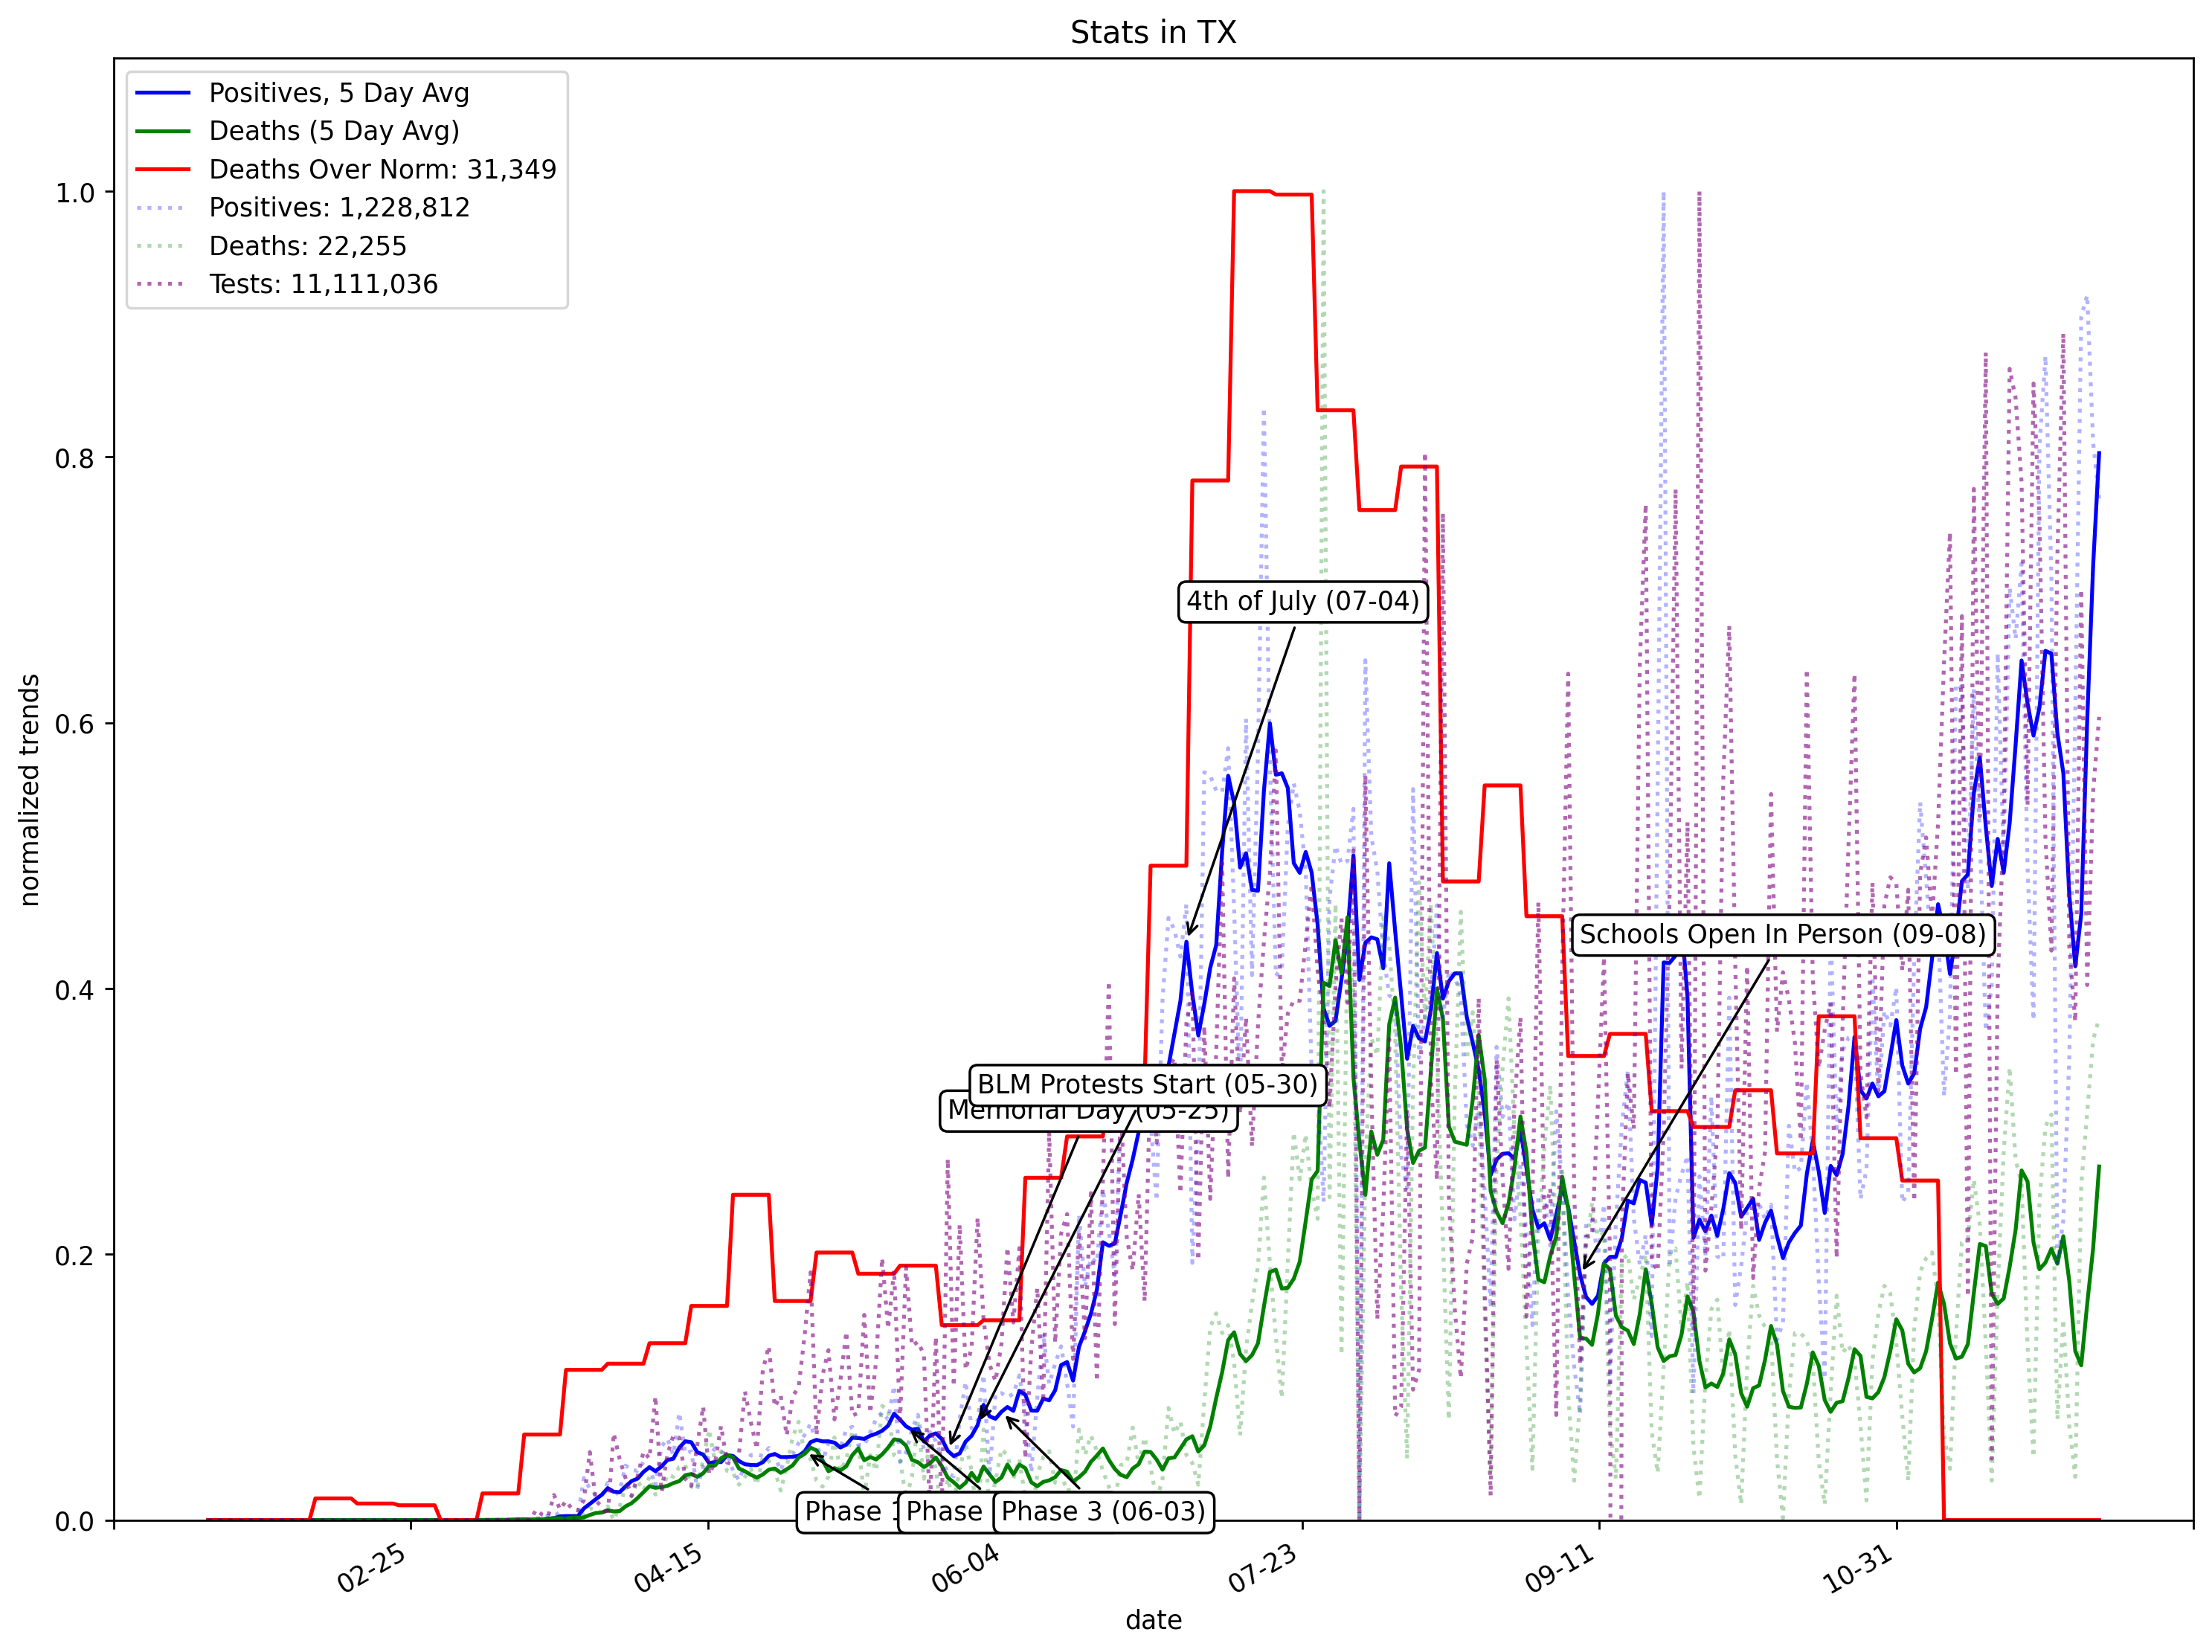 Stats in TX
Positives, 5 Day Avg
Deaths (5 Day Avg)
Deaths Over Norm: 31,349
Positives: 1,228,812
Deaths: 22,255
Tests: 11,111,036
1.0
0.8
0.6
0.4
0.2
0.0
normalized trends
4th of July (07-04)
Schools Open In Person (09-08)
BLM Protests Start (05-30)
Memorial Day (05-25)
Phase
Phase
Phase 3 (06-03)
02-25
04-15
06-04
07-23
09-11
10-31
date